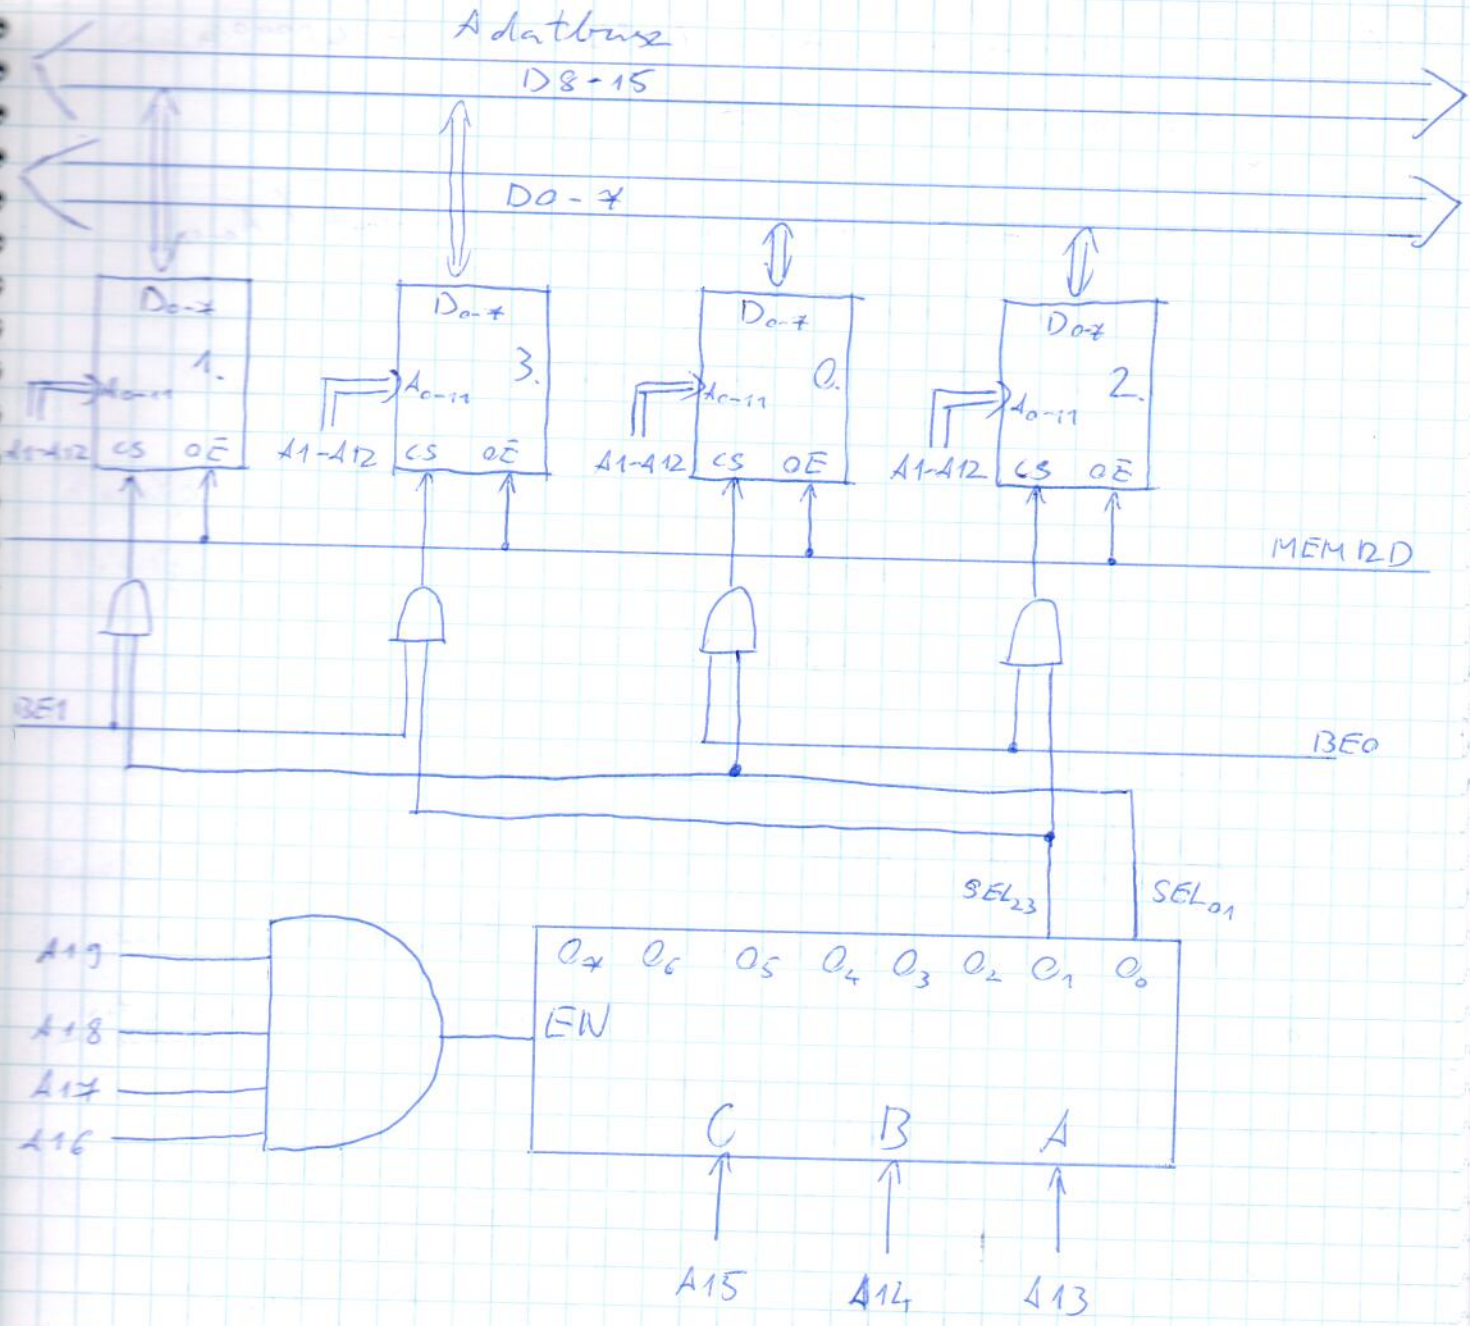 Adatbusz
D8-15
D0-7
D0-7 D0-7 D0-7 D0-7
1. 3. 0. 2.
A0-11 A0-11 A0-11 A0-11
A1-A12 CS OE̅ A1-A12 CS OE̅ A1-A12 CS OE̅ A1-A12 CS OE̅
MEMRD
BE1
BE0
SEL23 SEL01
A19
A18
A17
A16
O7 O6 O5 O4 O3 O2 O1 O0
EN
C B A
A15 A14 A13